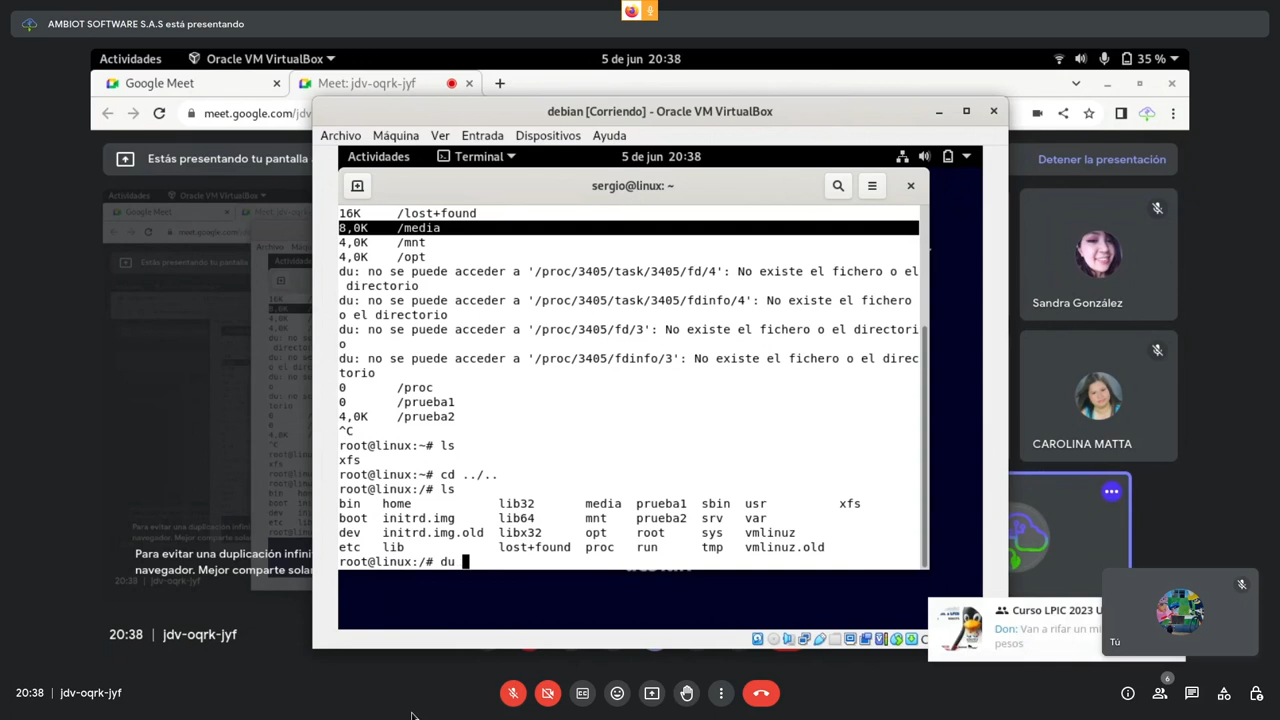 AMBIOT SOFTWARE S.A.S está presentando
Actividades Oracle VM VirtualBox 5 de jun 20:38 35 %
Google Meet Meet: jdv-oqrk-jyf
meet.google.com/jdv
debian [Corriendo] - Oracle VM VirtualBox
Archivo Máquina Ver Entrada Dispositivos Ayuda
Estás presentando tu pantalla
Detener la presentación
Actividades Terminal 5 de jun 20:38
sergio@linux: ~
16K /lost+found
8,0K /media
4,0K /mnt
4,0K /opt
du: no se puede acceder a '/proc/3405/task/3405/fd/4': No existe el fichero o el
directorio
du: no se puede acceder a '/proc/3405/task/3405/fdinfo/4': No existe el fichero
o el directorio
du: no se puede acceder a '/proc/3405/fd/3': No existe el fichero o el directori
o
du: no se puede acceder a '/proc/3405/fdinfo/3': No existe el fichero o el direc
torio
0 /proc
0 /prueba1
4,0K /prueba2
^C
root@linux:~# ls
xfs
root@linux:~# cd ../..
root@linux:/# ls
bin home lib32 media prueba1 sbin usr xfs
boot initrd.img lib64 mnt prueba2 srv var
dev initrd.img.old libx32 opt root sys vmlinuz
etc lib lost+found proc run tmp vmlinuz.old
root@linux:/# du
Sandra González
CAROLINA MATTA
Para evitar una duplicación infini
navegador. Mejor comparte sola
20:38 | jdv-oqrk-jyf
Curso LPIC 2023 U
Don: Van a rifar un mi
pesos
Tú
20:38 | jdv-oqrk-jyf
6